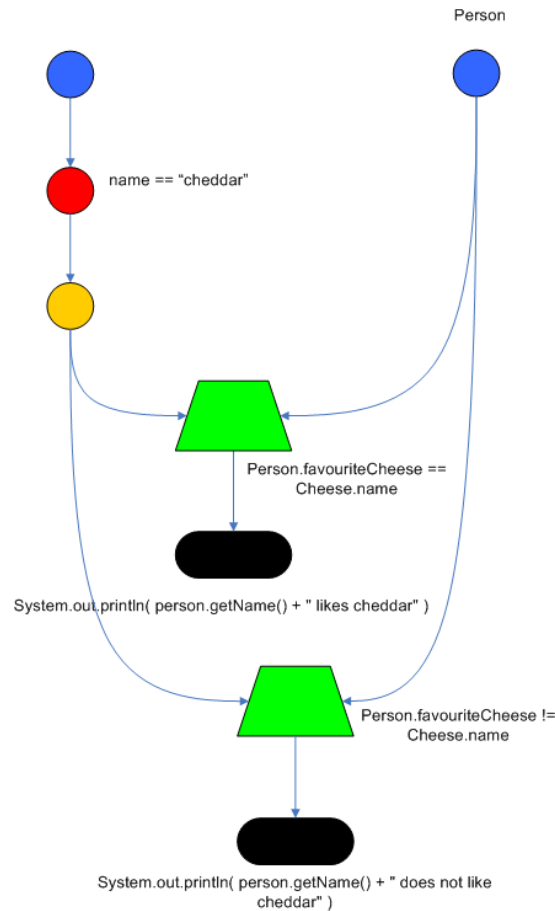 Person
name == “cheddar”
Person.favouriteCheese ==
Cheese.name
System.out.println( person.getName() + " likes cheddar" )
Person.favouriteCheese !=
Cheese.name
System.out.println( person.getName() + " does not like
cheddar" )